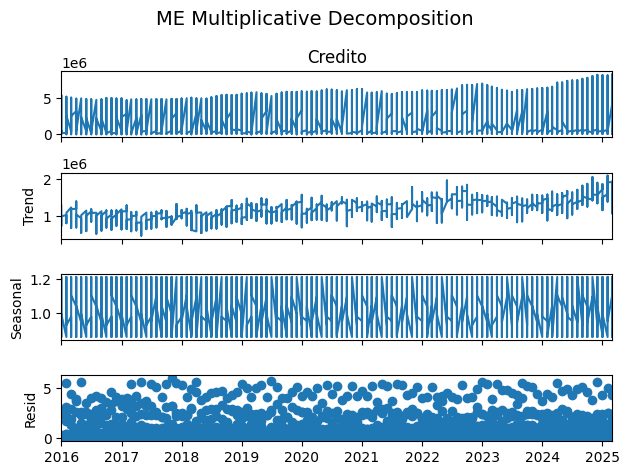 ME Multiplicative Decomposition
Credito
1e6
5
0
1e6
2
1
Trend
1.2
1.0
Seasonal
5
0
Resid
2016 2017 2018 2019 2020 2021 2022 2023 2024 2025